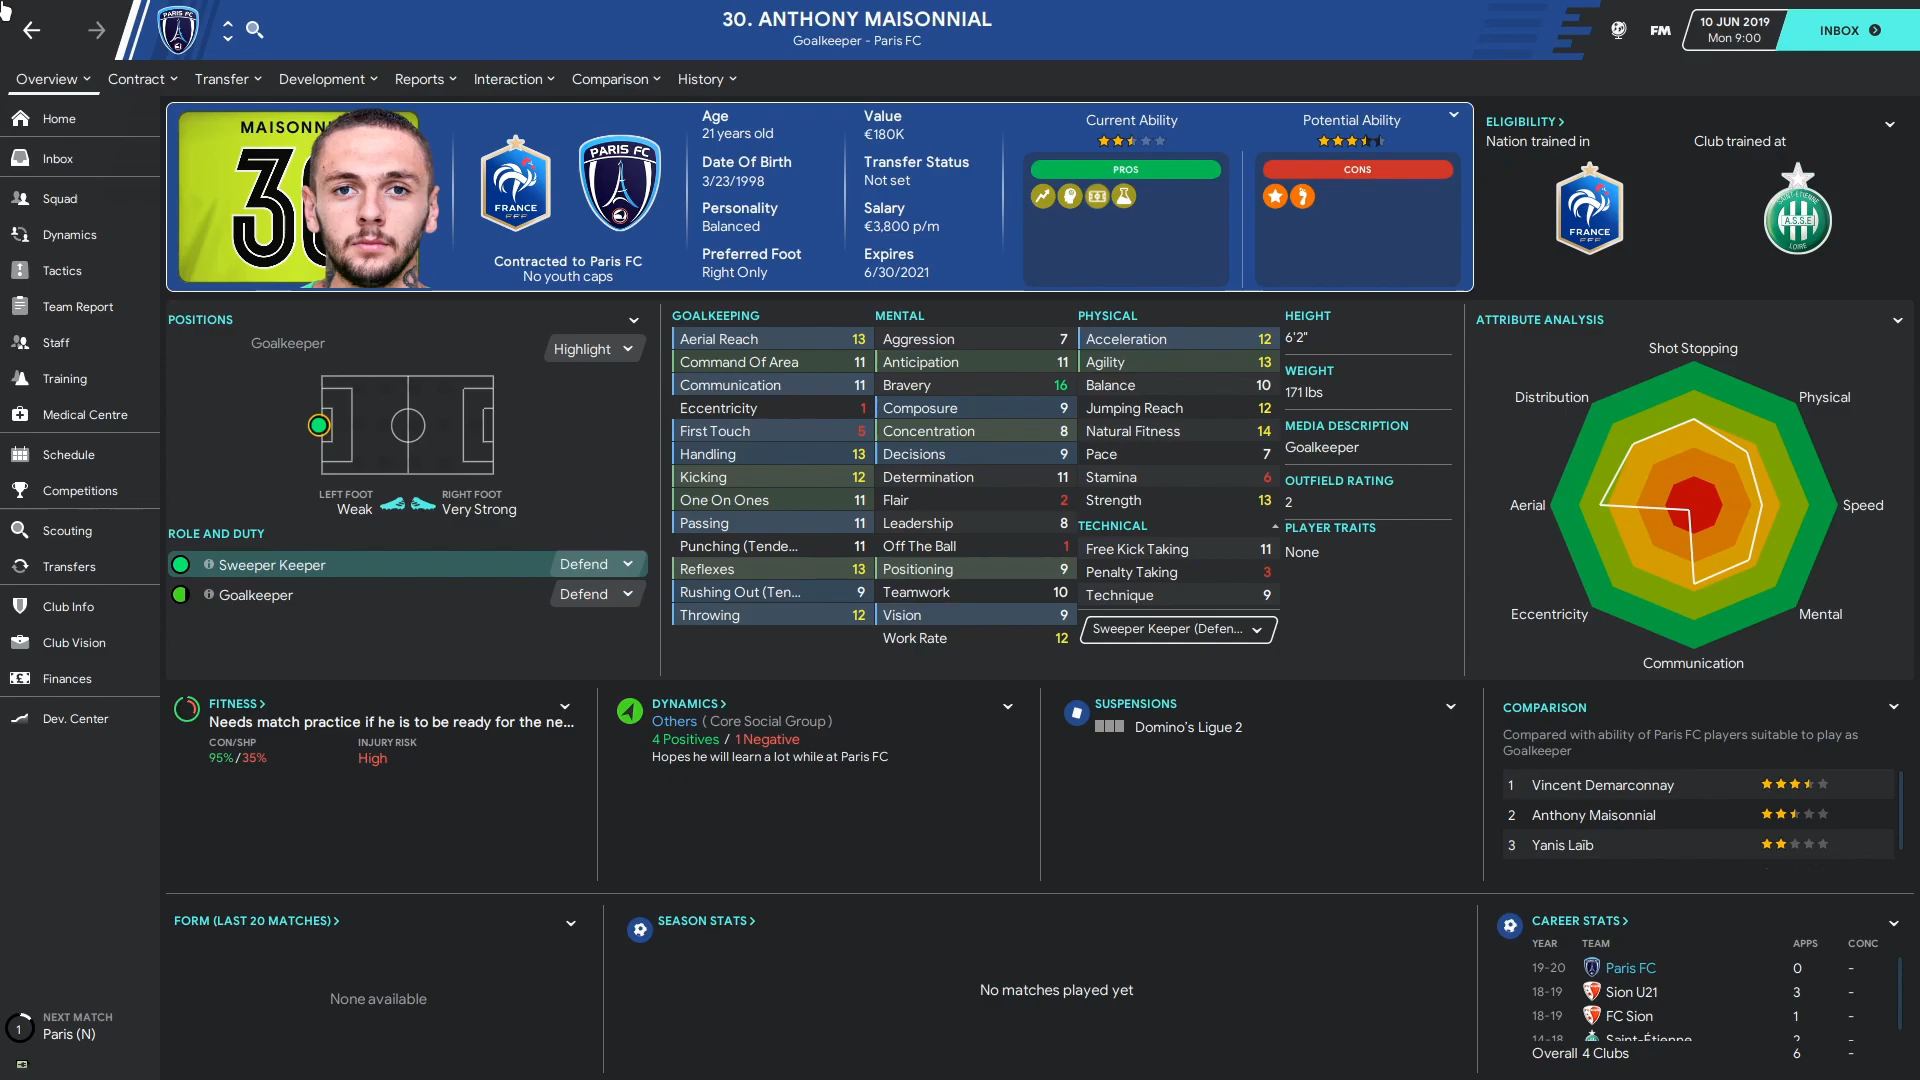 30. ANTHONY MAISONNIAL
Goalkeeper - Paris FC
FM
10 JUN 2019
Mon 9:00
INBOX
Overview
Contract
Transfer
Development
Reports
Interaction
Comparison
History
Home
Inbox
Squad
Dynamics
Tactics
Team Report
Staff
Training
Medical Centre
Schedule
Competitions
Scouting
Transfers
Club Info
Club Vision
Finances
Dev. Center
1
NEXT MATCH
Paris (N)
MAISONN
30
FRANCE
FFF
PARIS FC
Contracted to Paris FC
No youth caps
Age
21 years old
Date Of Birth
3/23/1998
Personality
Balanced
Preferred Foot
Right Only
Value
€180K
Transfer Status
Not set
Salary
€3,800 p/m
Expires
6/30/2021
Current Ability
PROS
Potential Ability
CONS
ELIGIBILITY >
Nation trained in
Club trained at
FRANCE
FFF
SAINT-ETIENNE
A.S.S.E
LOIRE
POSITIONS
Goalkeeper
Highlight
LEFT FOOT
Weak
RIGHT FOOT
Very Strong
ROLE AND DUTY
Sweeper Keeper Defend
Goalkeeper Defend
GOALKEEPING
Aerial Reach 13
Command Of Area 11
Communication 11
Eccentricity 1
First Touch 5
Handling 13
Kicking 12
One On Ones 11
Passing 11
Punching (Tende... 11
Reflexes 13
Rushing Out (Ten... 9
Throwing 12
MENTAL
Aggression 7
Anticipation 11
Bravery 16
Composure 9
Concentration 8
Decisions 9
Determination 11
Flair 2
Leadership 8
Off The Ball 1
Positioning 9
Teamwork 10
Vision 9
Work Rate 12
PHYSICAL
Acceleration 12
Agility 13
Balance 10
Jumping Reach 12
Natural Fitness 14
Pace 7
Stamina 6
Strength 13
TECHNICAL
Free Kick Taking 11
Penalty Taking 3
Technique 9
Sweeper Keeper (Defen...
HEIGHT
6'2"
WEIGHT
171 lbs
MEDIA DESCRIPTION
Goalkeeper
OUTFIELD RATING
2
PLAYER TRAITS
None
ATTRIBUTE ANALYSIS
Shot Stopping
Physical
Speed
Mental
Communication
Eccentricity
Aerial
Distribution
FITNESS >
Needs match practice if he is to be ready for the ne...
CON/SHP
95% / 35%
INJURY RISK
High
DYNAMICS >
Others ( Core Social Group )
4 Positives / 1 Negative
Hopes he will learn a lot while at Paris FC
SUSPENSIONS
Domino's Ligue 2
COMPARISON
Compared with ability of Paris FC players suitable to play as
Goalkeeper
1 Vincent Demarconnay
2 Anthony Maisonnial
3 Yanis Laïb
FORM (LAST 20 MATCHES) >
None available
SEASON STATS >
No matches played yet
CAREER STATS >
YEAR TEAM APPS CONC
19-20 Paris FC 0 -
18-19 Sion U21 3 -
18-19 FC Sion 1 -
14-18 Saint-Étienne 2 -
Overall 4 Clubs 6 -